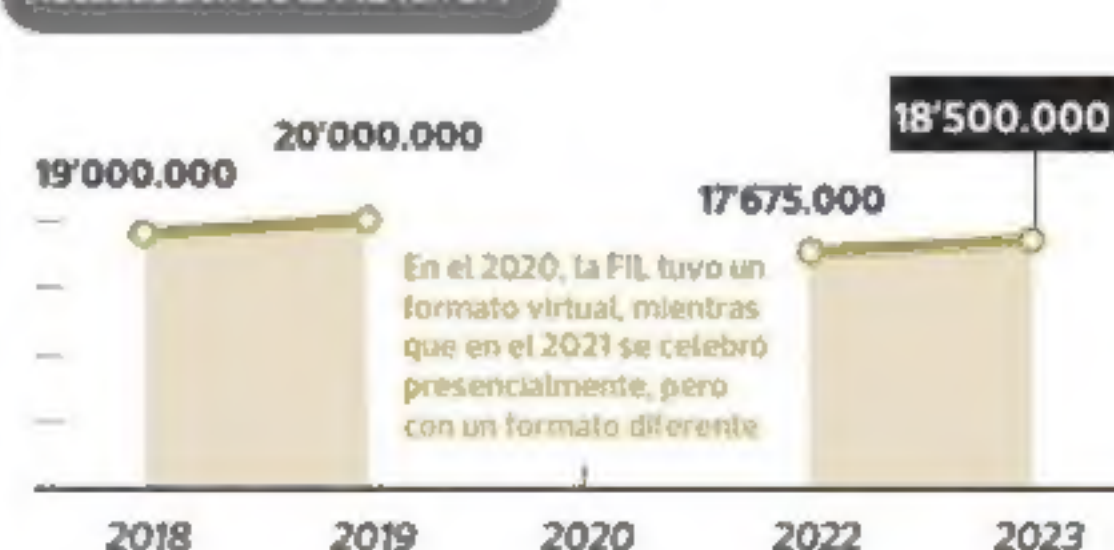 20'000.000
18'500.000
19'000.000
17'675.000
En el 2020, la FIL tuvo un
formato virtual, mientras
que en el 2021 se celebró
presencialmente, pero
con un formato diferente
2018 2019 2020 2022 2023